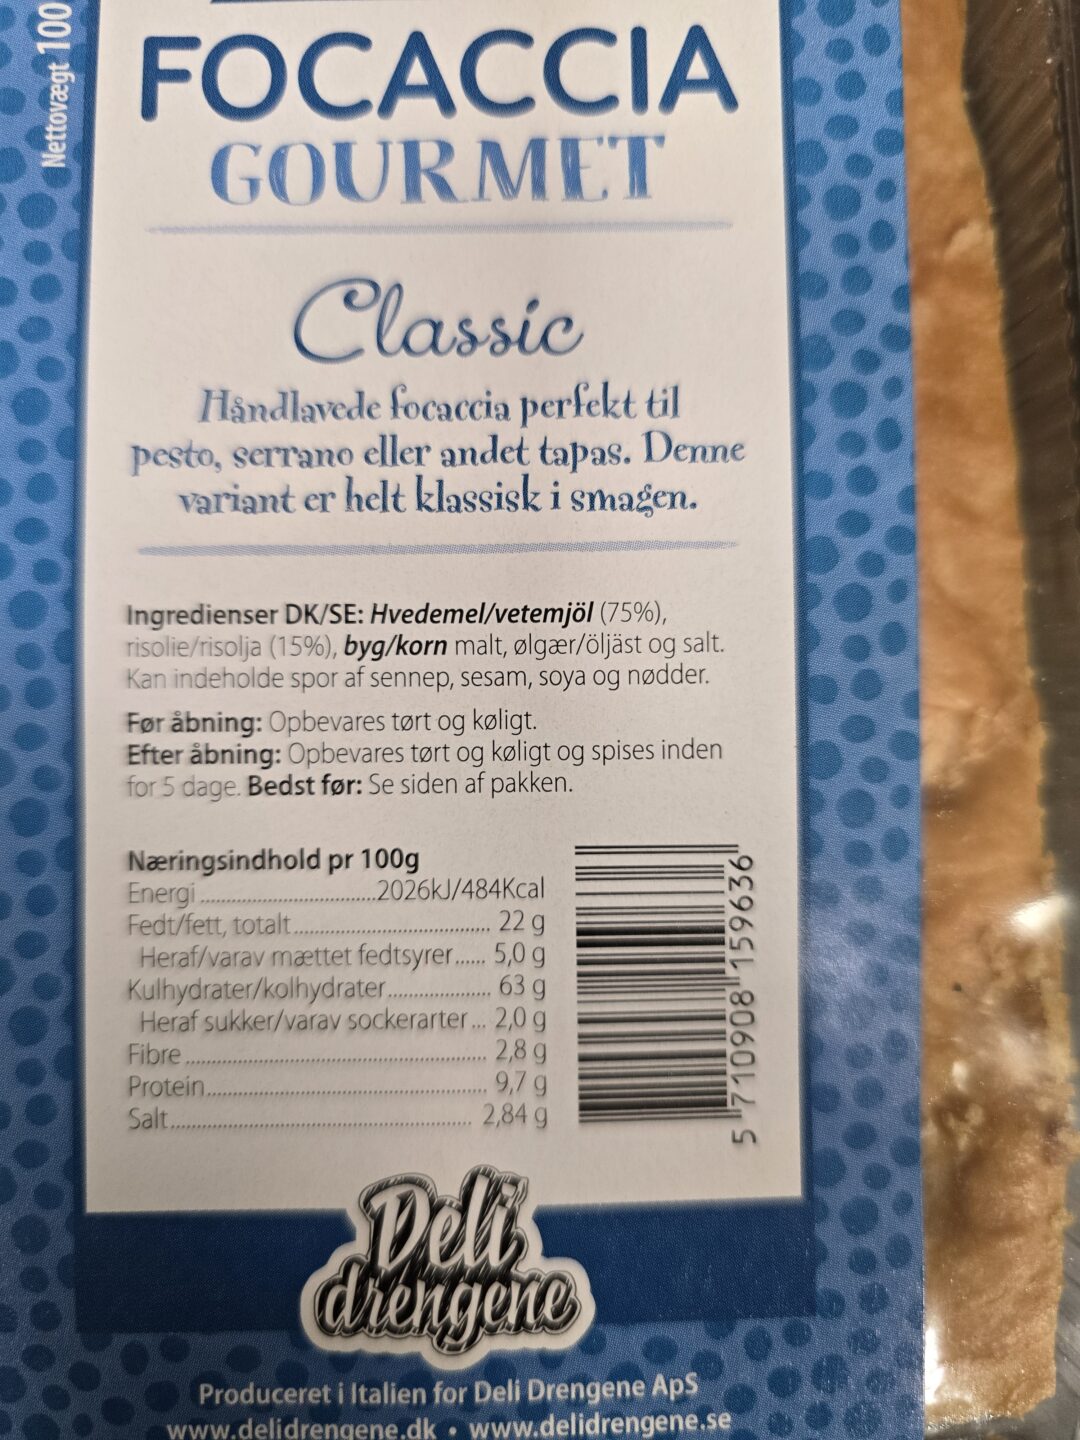 Nettovægt 100
FOCACCIA
GOURMET
Classic
Håndlavede focaccia perfekt til
pesto, serrano eller andet tapas. Denne
variant er helt klassisk i smagen.
Ingredienser DK/SE: Hvedemel/vetemjöl (75%),
risolie/risolja (15%), byg/korn malt, ølgær/öljäst og salt.
Kan indeholde spor af sennep, sesam, soya og nødder.
Før åbning: Opbevares tørt og køligt.
Efter åbning: Opbevares tørt og køligt og spises inden
for 5 dage. Bedst før: Se siden af pakken.
Næringsindhold pr 100g
Energi.................................2026kJ/484Kcal
Fedt/fett, totalt..................................... 22 g
Heraf/varav mættet fedtsyrer...... 5,0 g
Kulhydrater/kolhydrater.................... 63 g
Heraf sukker/varav sockerarter... 2,0 g
Fibre......................................................... 2,8 g
Protein..................................................... 9,7 g
Salt......................................................... 2,84 g
5 710908 159636
Deli
drengene
Produceret i Italien for Deli Drengene ApS
www.delidrengene.dk • www.delidrengene.se